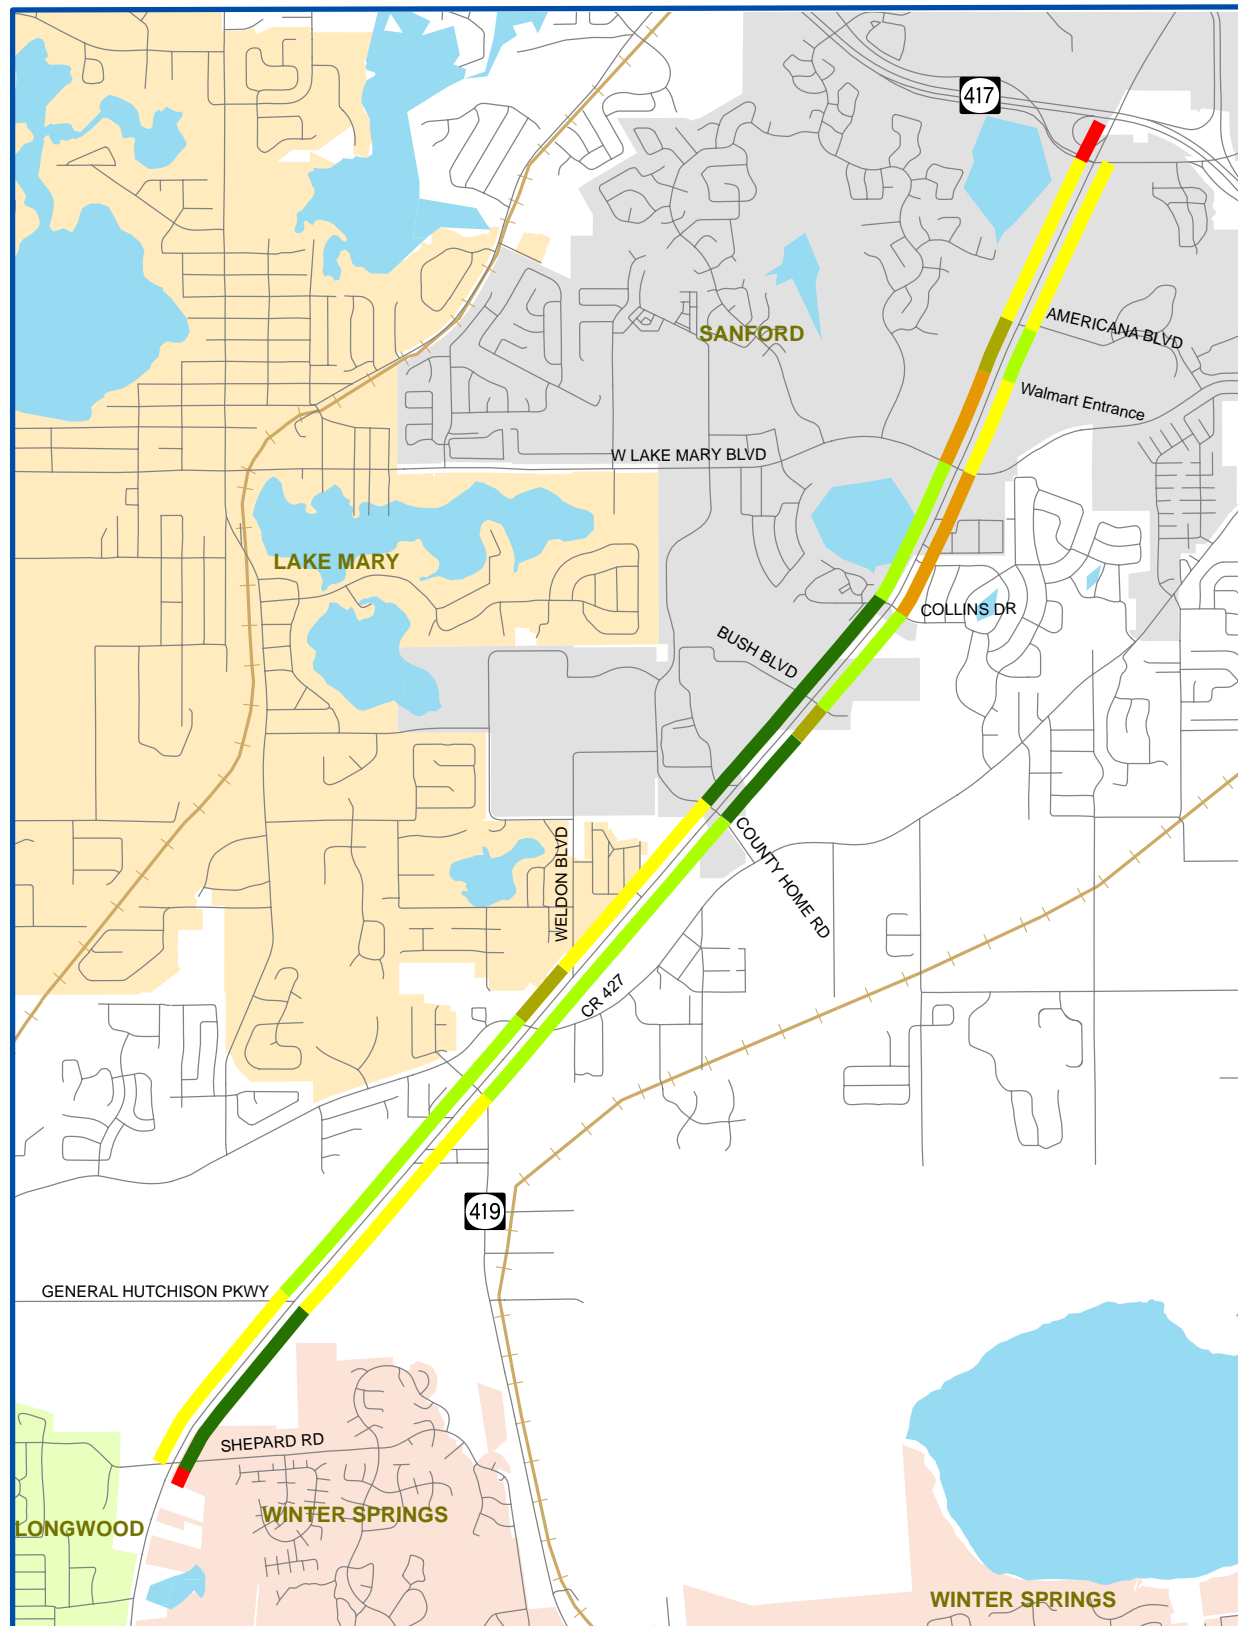 417
AMERICANA BLVD
SANFORD
Walmart Entrance
W LAKE MARY BLVD
LAKE MARY
COLLINS DR
BUSH BLVD
COUNTY HOME RD
WELDON BLVD
CR 427
419
GENERAL HUTCHISON PKWY
SHEPARD RD
WINTER SPRINGS
LONGWOOD
WINTER SPRINGS